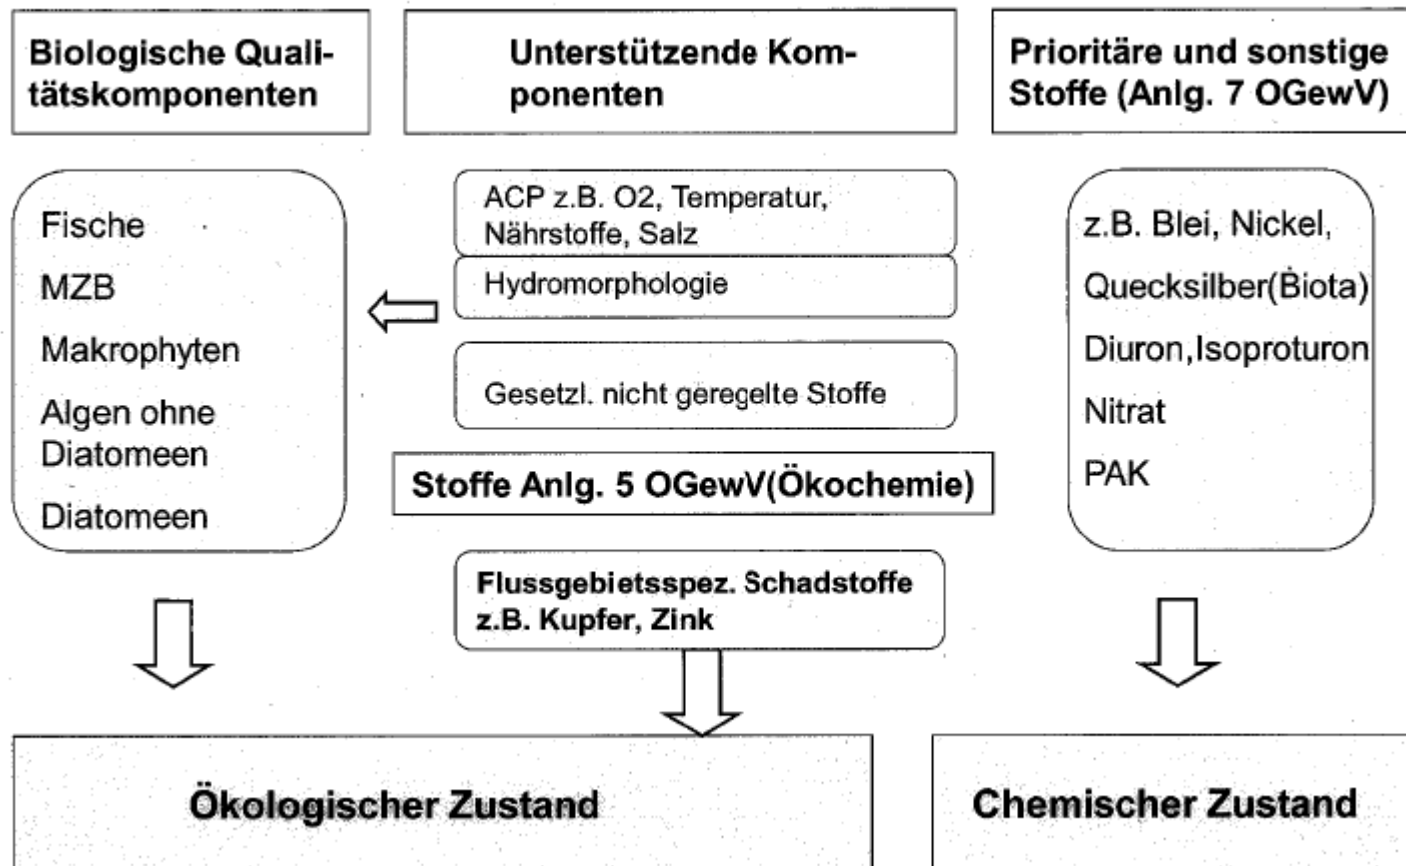 Biologische Quali-
tätskomponenten
Unterstützende Kom-
ponenten
Prioritäre und sonstige
Stoffe (Anlg. 7 OGewV)
Fische
MZB
Makrophyten
Algen ohne
Diatomeen
Diatomeen
ACP z.B. O2, Temperatur,
Nährstoffe, Salz
Hydromorphologie
Gesetzl. nicht geregelte Stoffe
Stoffe Anlg. 5 OGewV(Ökochemie)
Flussgebietsspez. Schadstoffe
z.B. Kupfer, Zink
z.B. Blei, Nickel,
Quecksilber(Biota)
Diuron,Isoproturon
Nitrat
PAK
Ökologischer Zustand
Chemischer Zustand